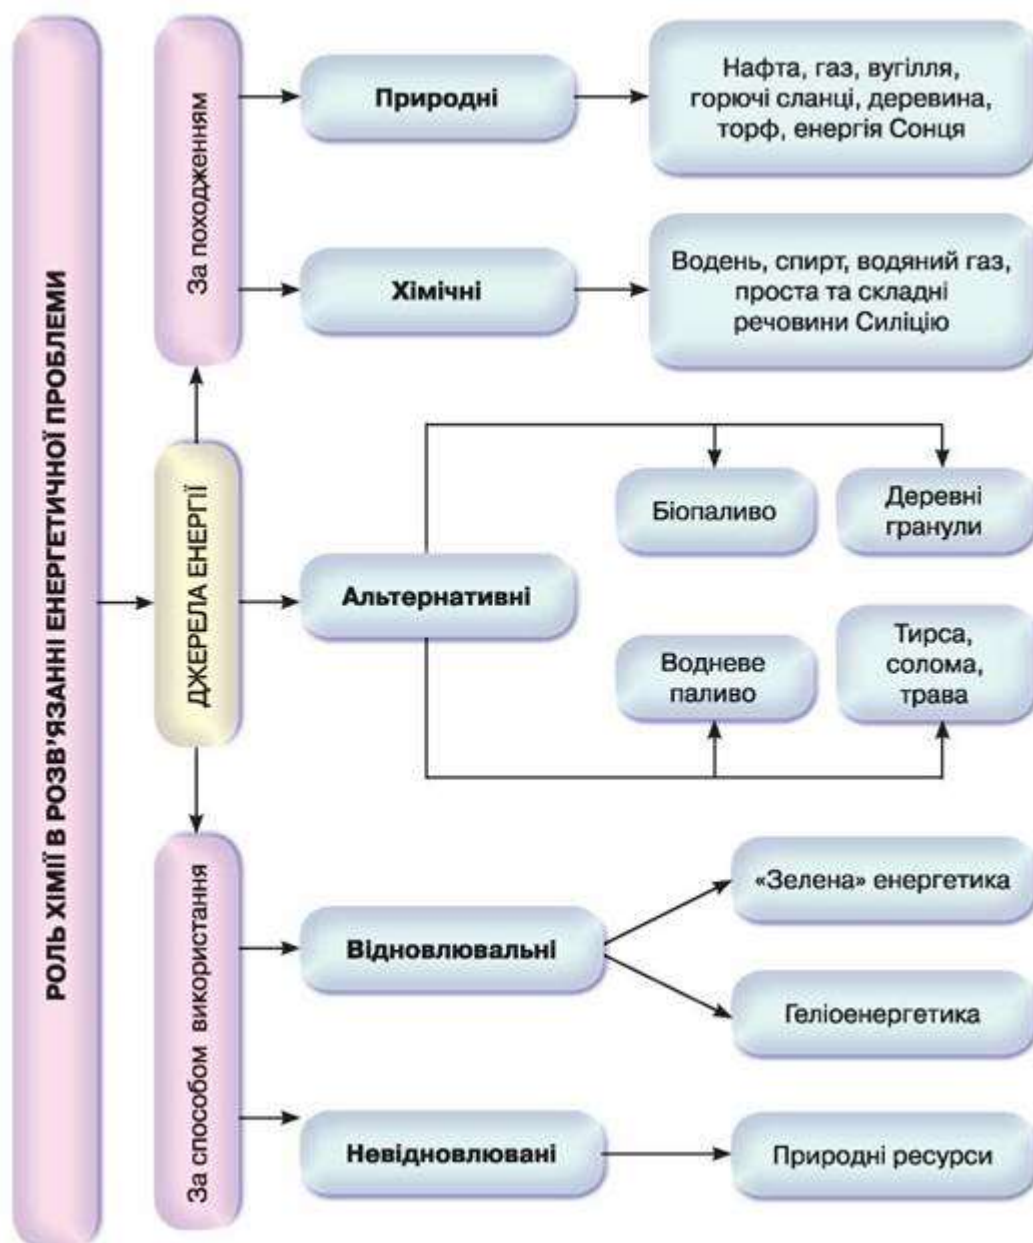 РОЛЬ ХІМІЇ В РОЗВ'ЯЗАННІ ЕНЕРГЕТИЧНОЇ ПРОБЛЕМИ
ДЖЕРЕЛА ЕНЕРГІЇ
За походженням
Природні
Нафта, газ, вугілля,
горючі сланці, деревина,
торф, енергія Сонця
Хімічні
Водень, спирт, водяний газ,
проста та складні
речовини Силіцію
Альтернативні
Біопаливо
Деревні
гранули
Водневе
паливо
Тирса,
солома,
трава
За способом використання
Відновлювальні
«Зелена» енергетика
Геліоенергетика
Невідновлювані
Природні ресурси